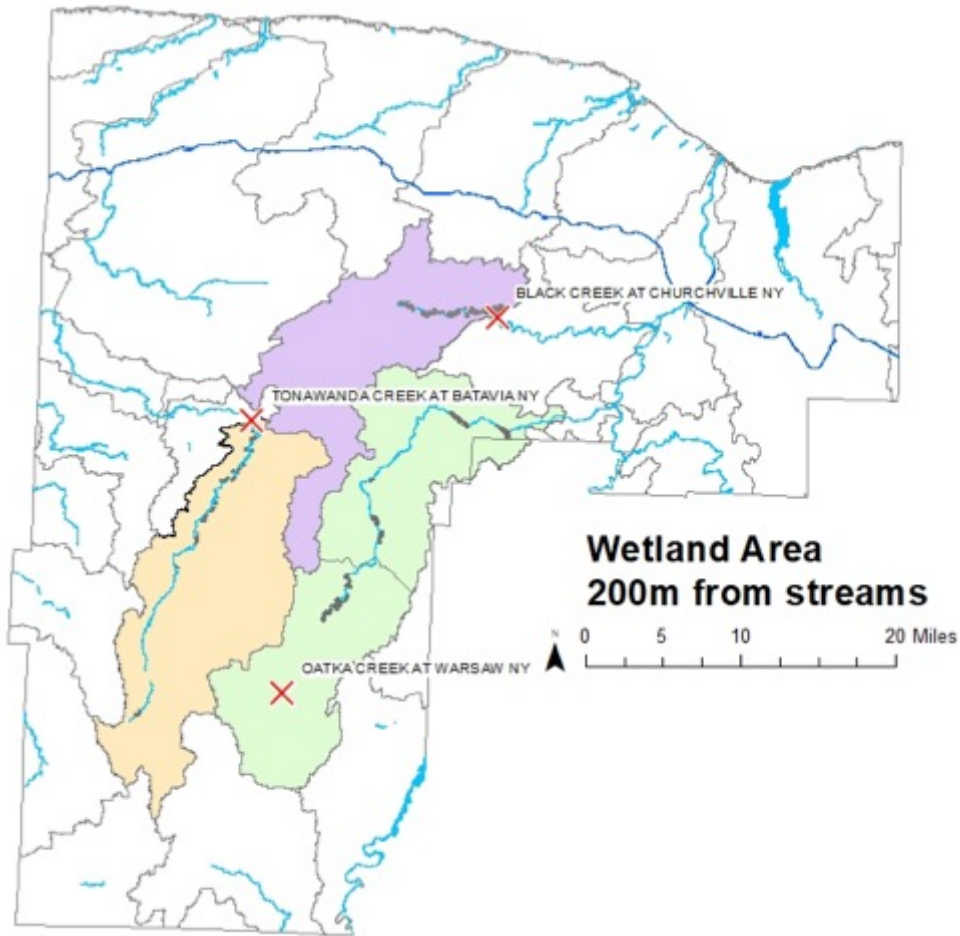 BLACK CREEK AT CHURCHVILLE NY
TONAWANDA CREEK AT BATAVIA NY
Wetland Area
200m from streams
N
0 5 10 20 Miles
OATKA CREEK AT WARSAW NY